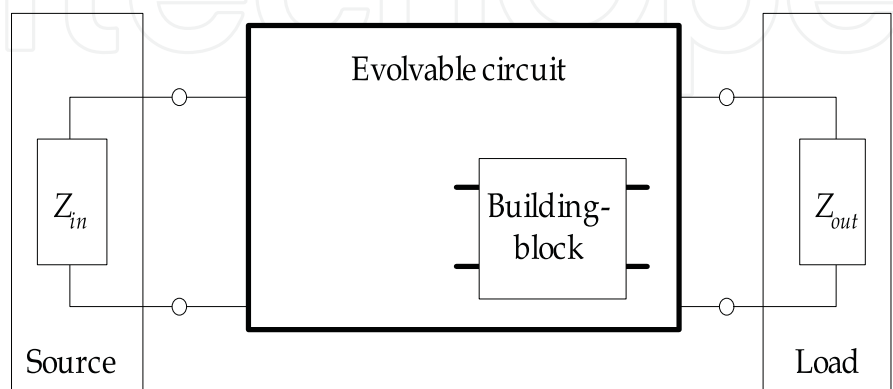 Evolvable circuit
Z_in
Building-
block
Z_out
Source
Load